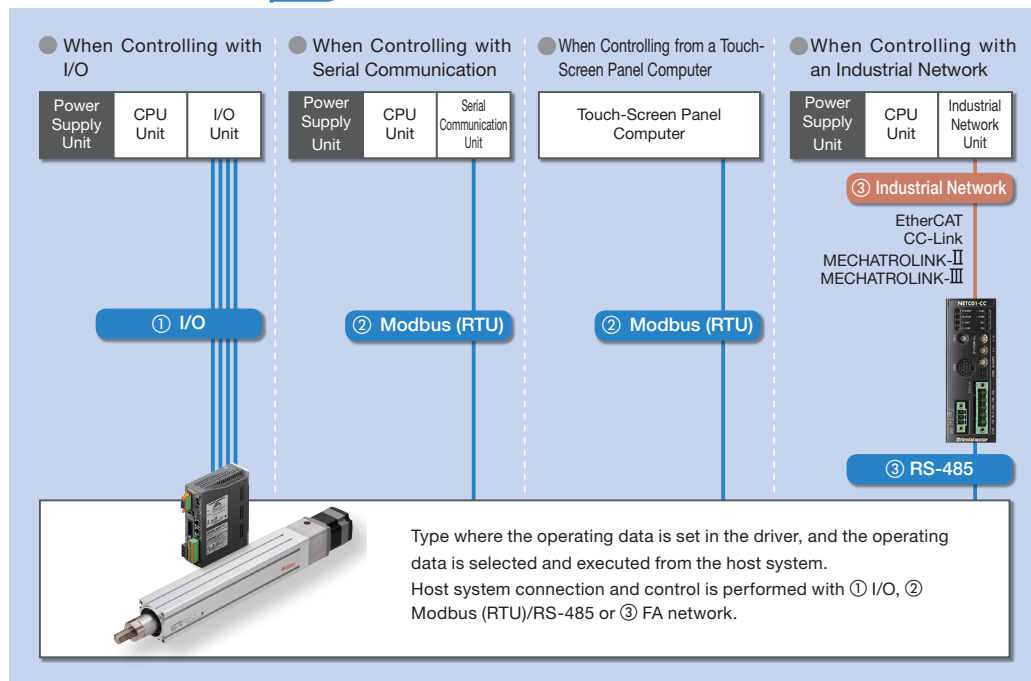 When Controlling with
I/O
Power
Supply
Unit
CPU
Unit
I/O
Unit
① I/O
When Controlling with
Serial Communication
Power
Supply
Unit
CPU
Unit
Serial
Communication
Unit
② Modbus (RTU)
When Controlling from a Touch-
Screen Panel Computer
Touch-Screen Panel
Computer
② Modbus (RTU)
When Controlling with
an Industrial Network
Power
Supply
Unit
CPU
Unit
Industrial
Network
Unit
③ Industrial Network
EtherCAT
CC-Link
MECHATROLINK-Ⅱ
MECHATROLINK-Ⅲ
NETC01-CC
Orientalmotor
③ RS-485
Type where the operating data is set in the driver, and the operating
data is selected and executed from the host system.
Host system connection and control is performed with ① I/O, ②
Modbus (RTU)/RS-485 or ③ FA network.